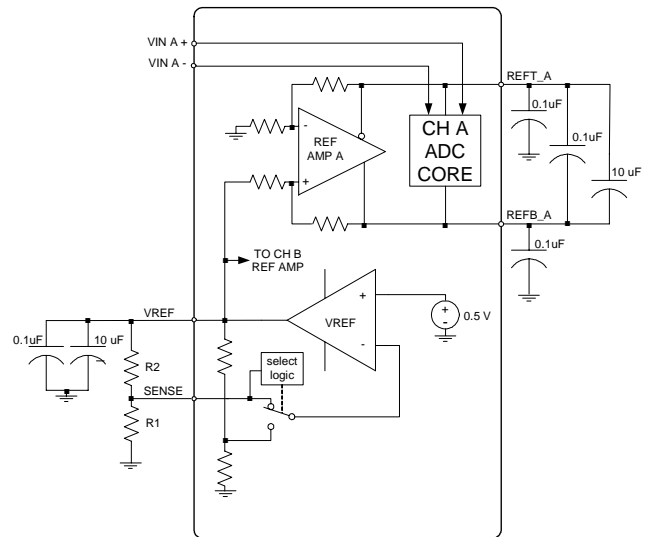 VIN A +
VIN A -
REFT_A
0.1uF
0.1uF
10 uF
-
REF
AMP A
+
CH A
ADC
CORE
REFB_A
0.1uF
TO CH B
REF AMP
VREF
+
VREF
-
+
-
0.5 V
0.1uF
10 uF
R2
select
logic
SENSE
R1